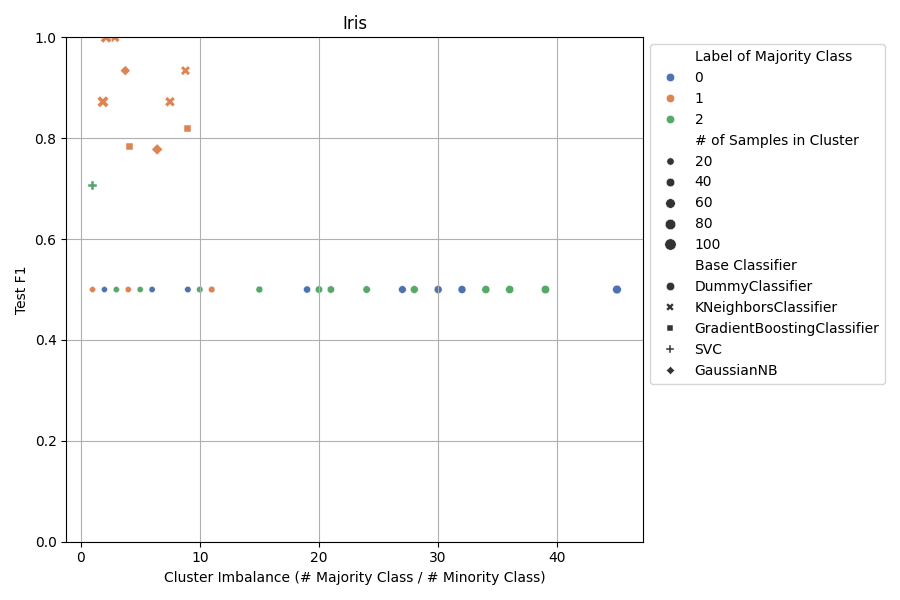 Iris
1.0
0.8
0.6
0.4
0.2
0.0
Test F1
0 10 20 30 40
Cluster Imbalance (# Majority Class / # Minority Class)
Label of Majority Class
0
1
2
# of Samples in Cluster
20
40
60
80
100
Base Classifier
DummyClassifier
KNeighborsClassifier
GradientBoostingClassifier
SVC
GaussianNB